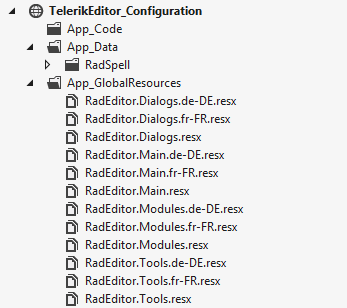 TelerikEditor_Configuration
App_Code
App_Data
RadSpell
App_GlobalResources
RadEditor.Dialogs.de-DE.resx
RadEditor.Dialogs.fr-FR.resx
RadEditor.Dialogs.resx
RadEditor.Main.de-DE.resx
RadEditor.Main.fr-FR.resx
RadEditor.Main.resx
RadEditor.Modules.de-DE.resx
RadEditor.Modules.fr-FR.resx
RadEditor.Modules.resx
RadEditor.Tools.de-DE.resx
RadEditor.Tools.fr-FR.resx
RadEditor.Tools.resx